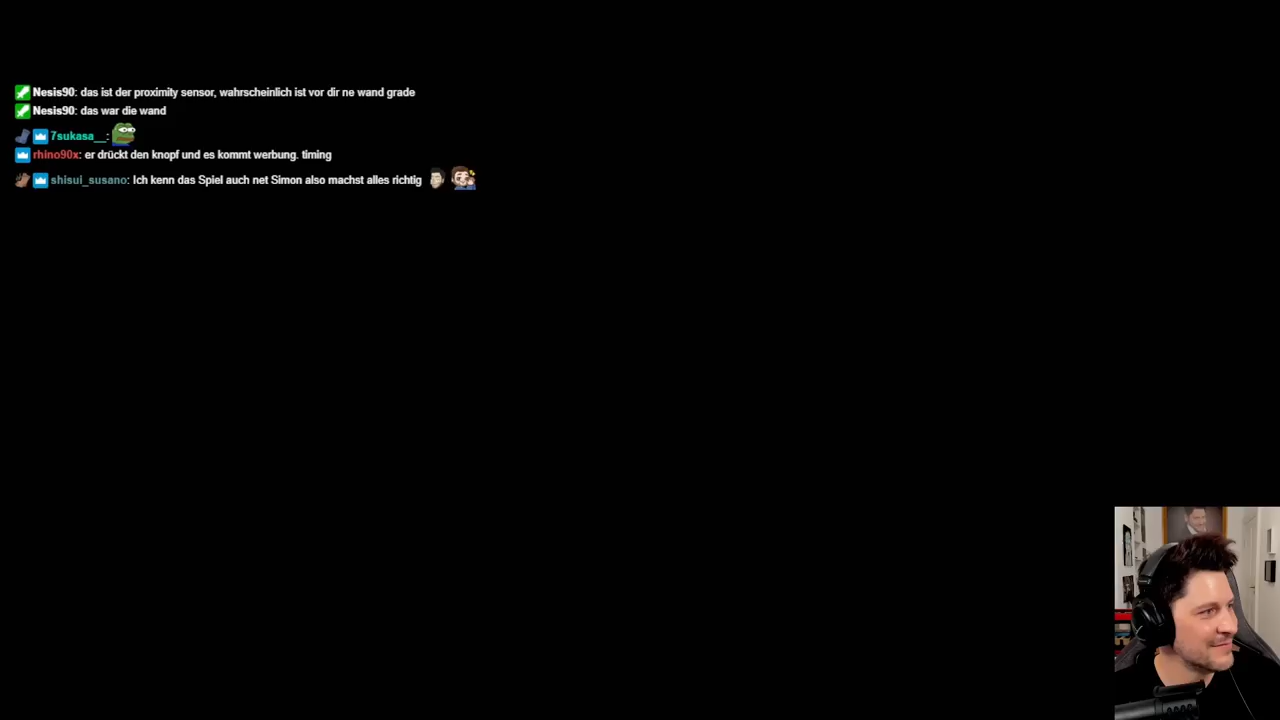 Nesis90: das ist der proximity sensor, wahrscheinlich ist vor dir ne wand grade
Nesis90: das war die wand
7sukasa__:
rhino90x: er drückt den knopf und es kommt werbung. timing
shisui_susano: Ich kenn das Spiel auch net Simon also machst alles richtig